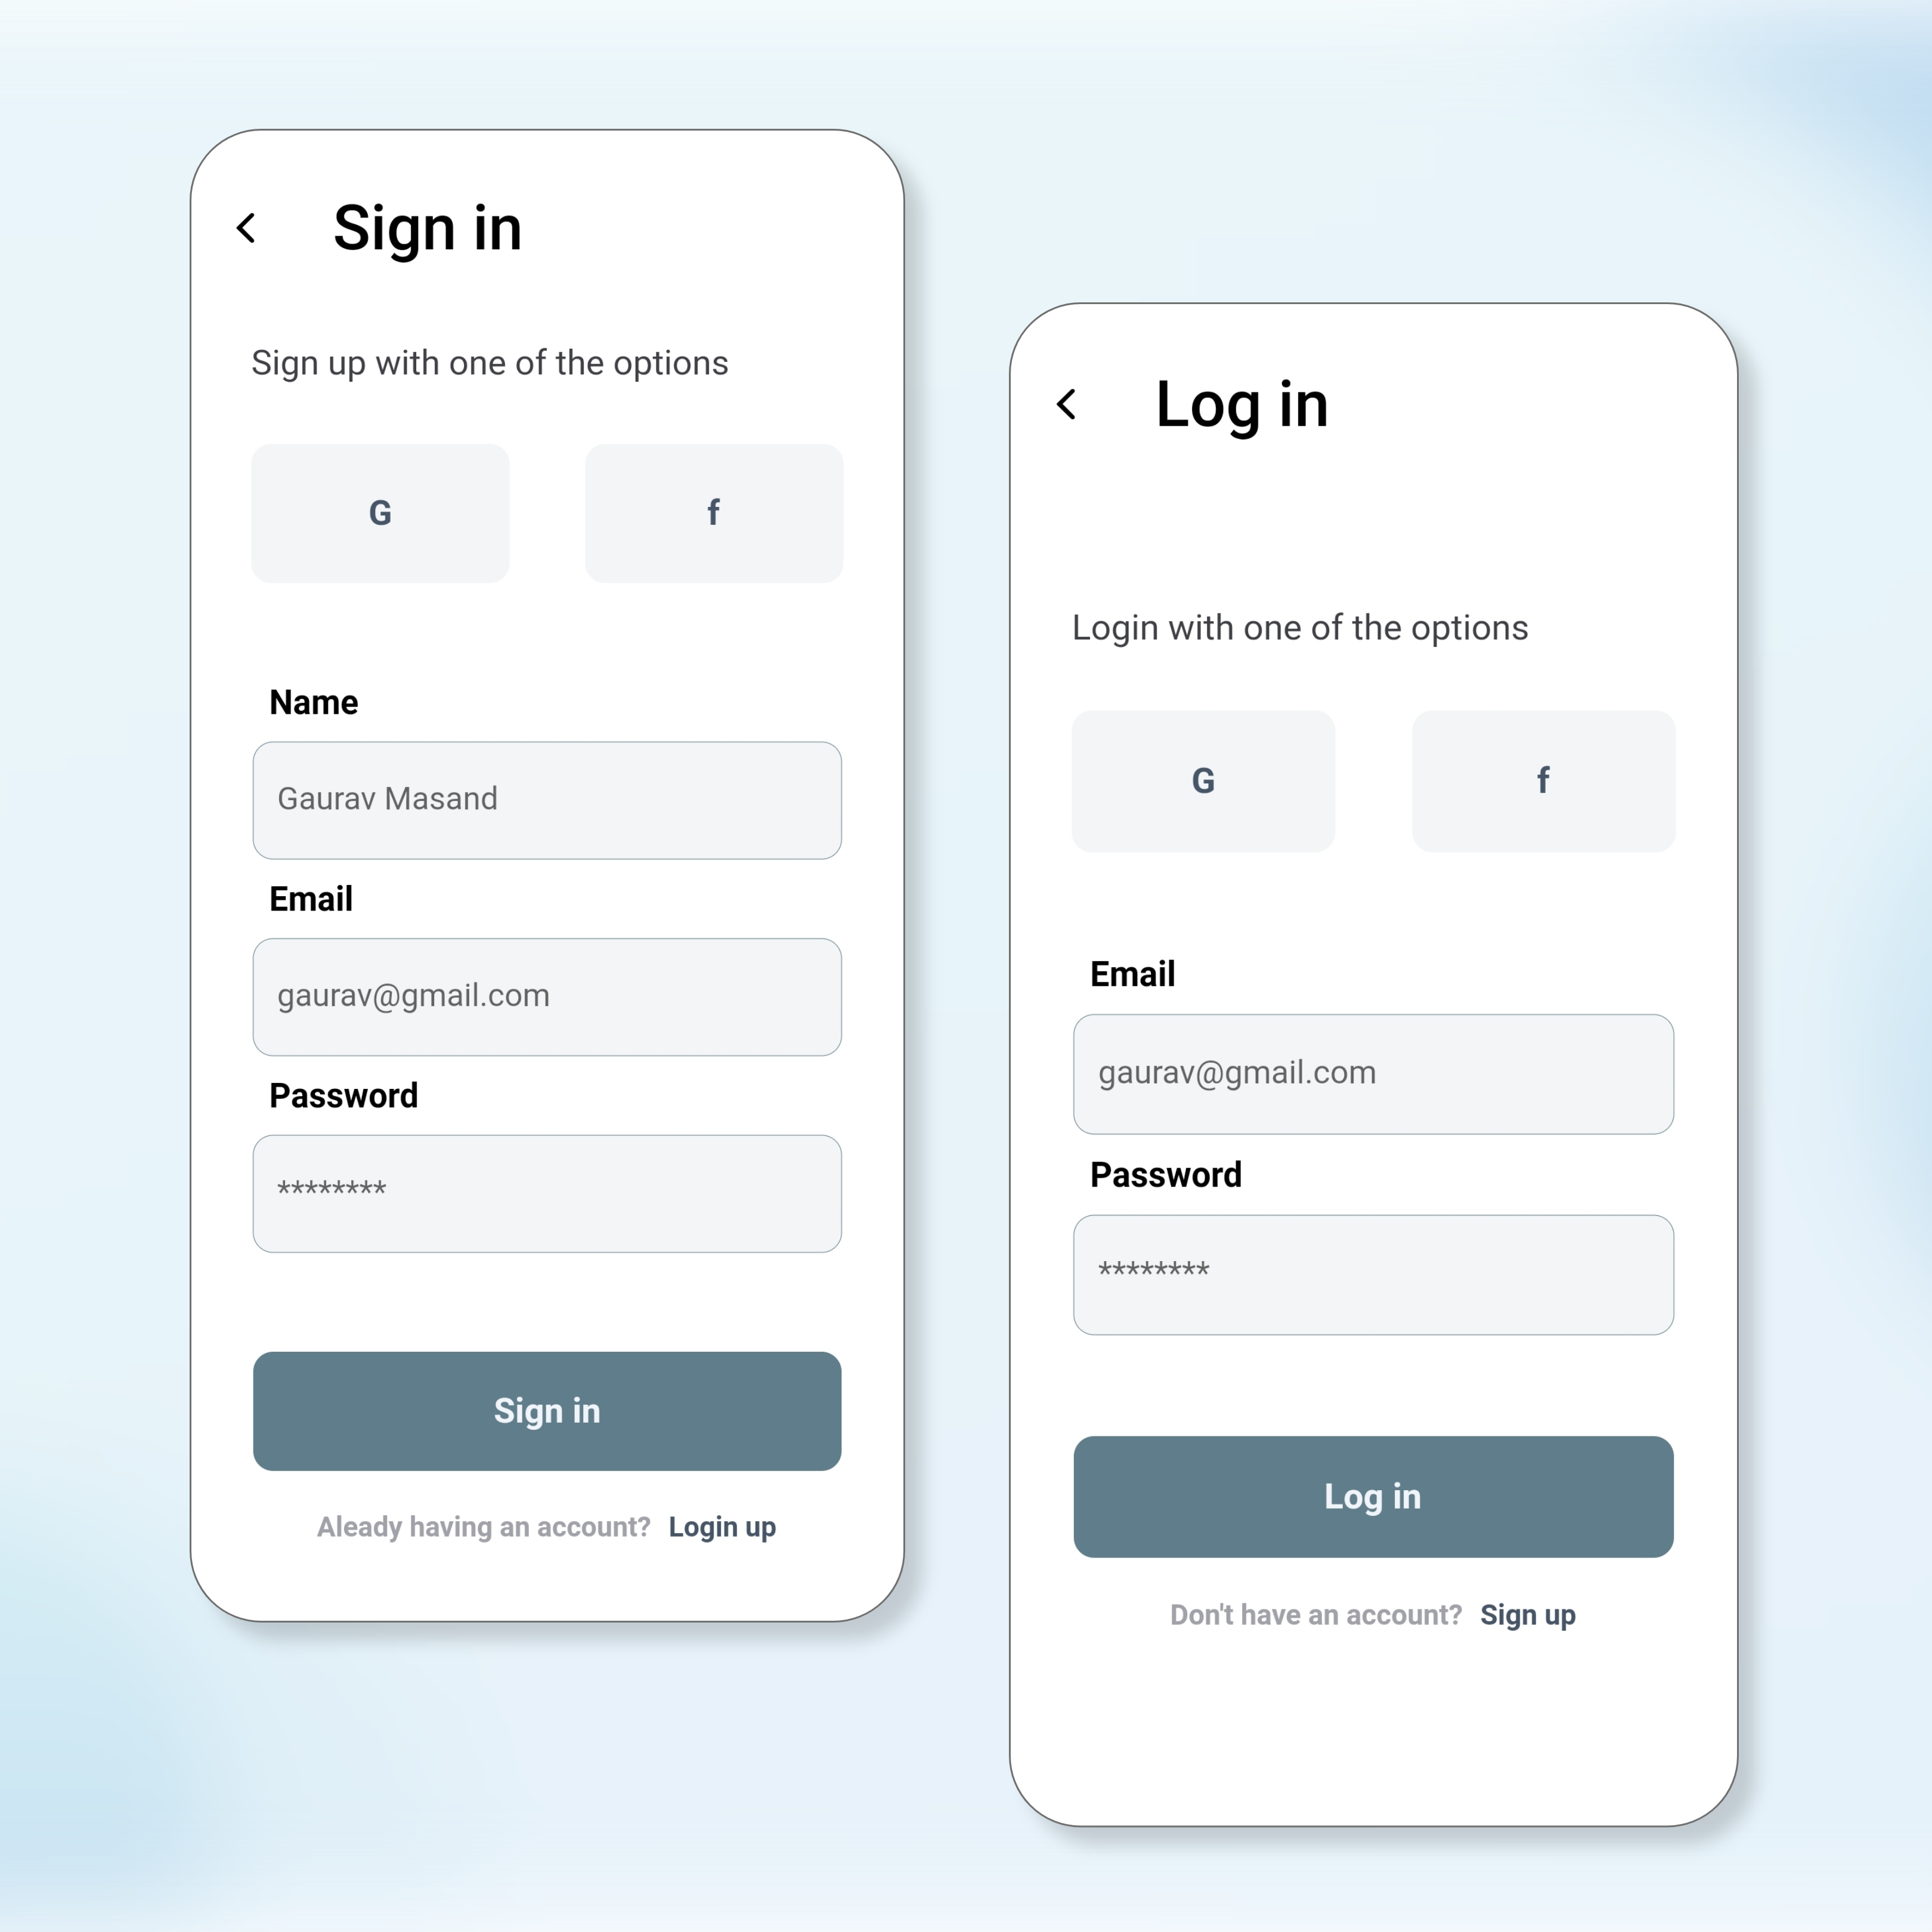 Sign in
Sign up with one of the options
G f
Name
Gaurav Masand
Email
gaurav@gmail.com
Password
********
Sign in
Aleady having an account? Login up
Log in
Login with one of the options
G f
Email
gaurav@gmail.com
Password
********
Log in
Don't have an account? Sign up